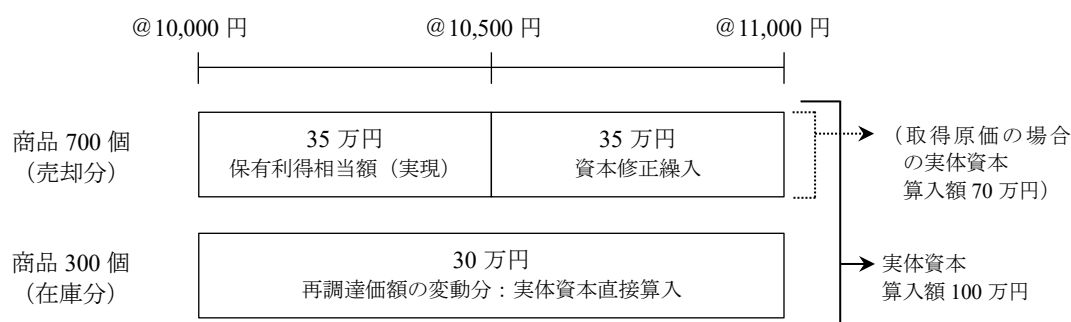 @10,000 円 @10,500 円 @11,000 円
商品 700 個
（売却分）
35 万円
保有利得相当額（実現）
35 万円
資本修正繰入
（取得原価の場合
の実体資本
算入額 70 万円）
商品 300 個
（在庫分）
30 万円
再調達価額の変動分：実体資本直接算入
実体資本
算入額 100 万円